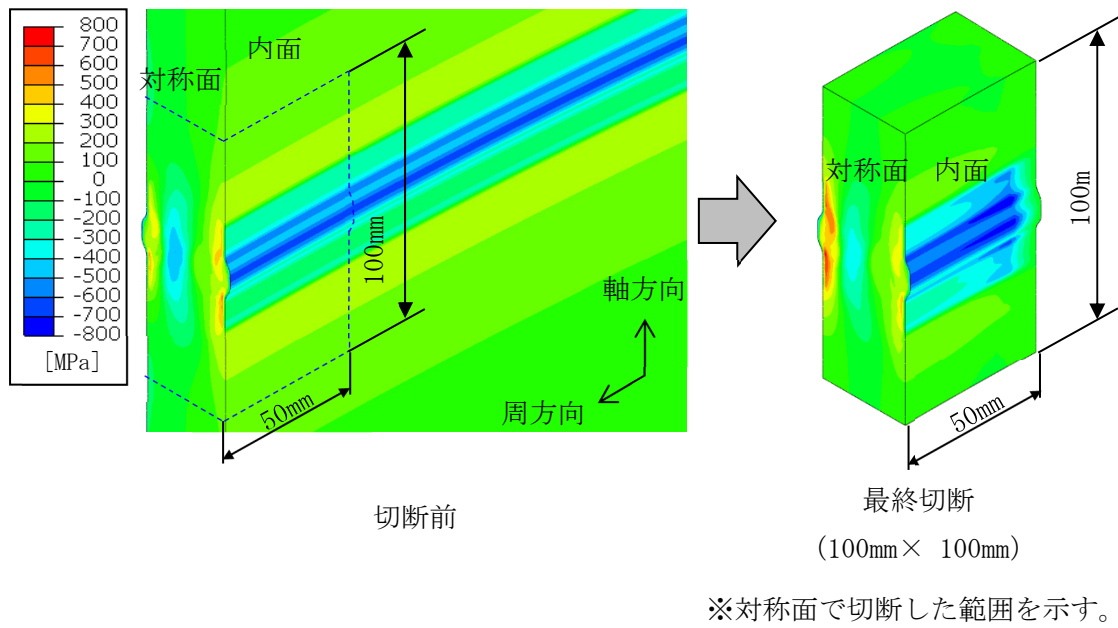 800
700
600
500
400
300
200
100
0
-100
-200
-300
-400
-500
-600
-700
-800
[MPa]
内面
対称面
100mm
軸方向
周方向
50mm
切断前
対称面
内面
100m
50mm
最終切断
(100mm× 100mm)
※対称面で切断した範囲を示す。